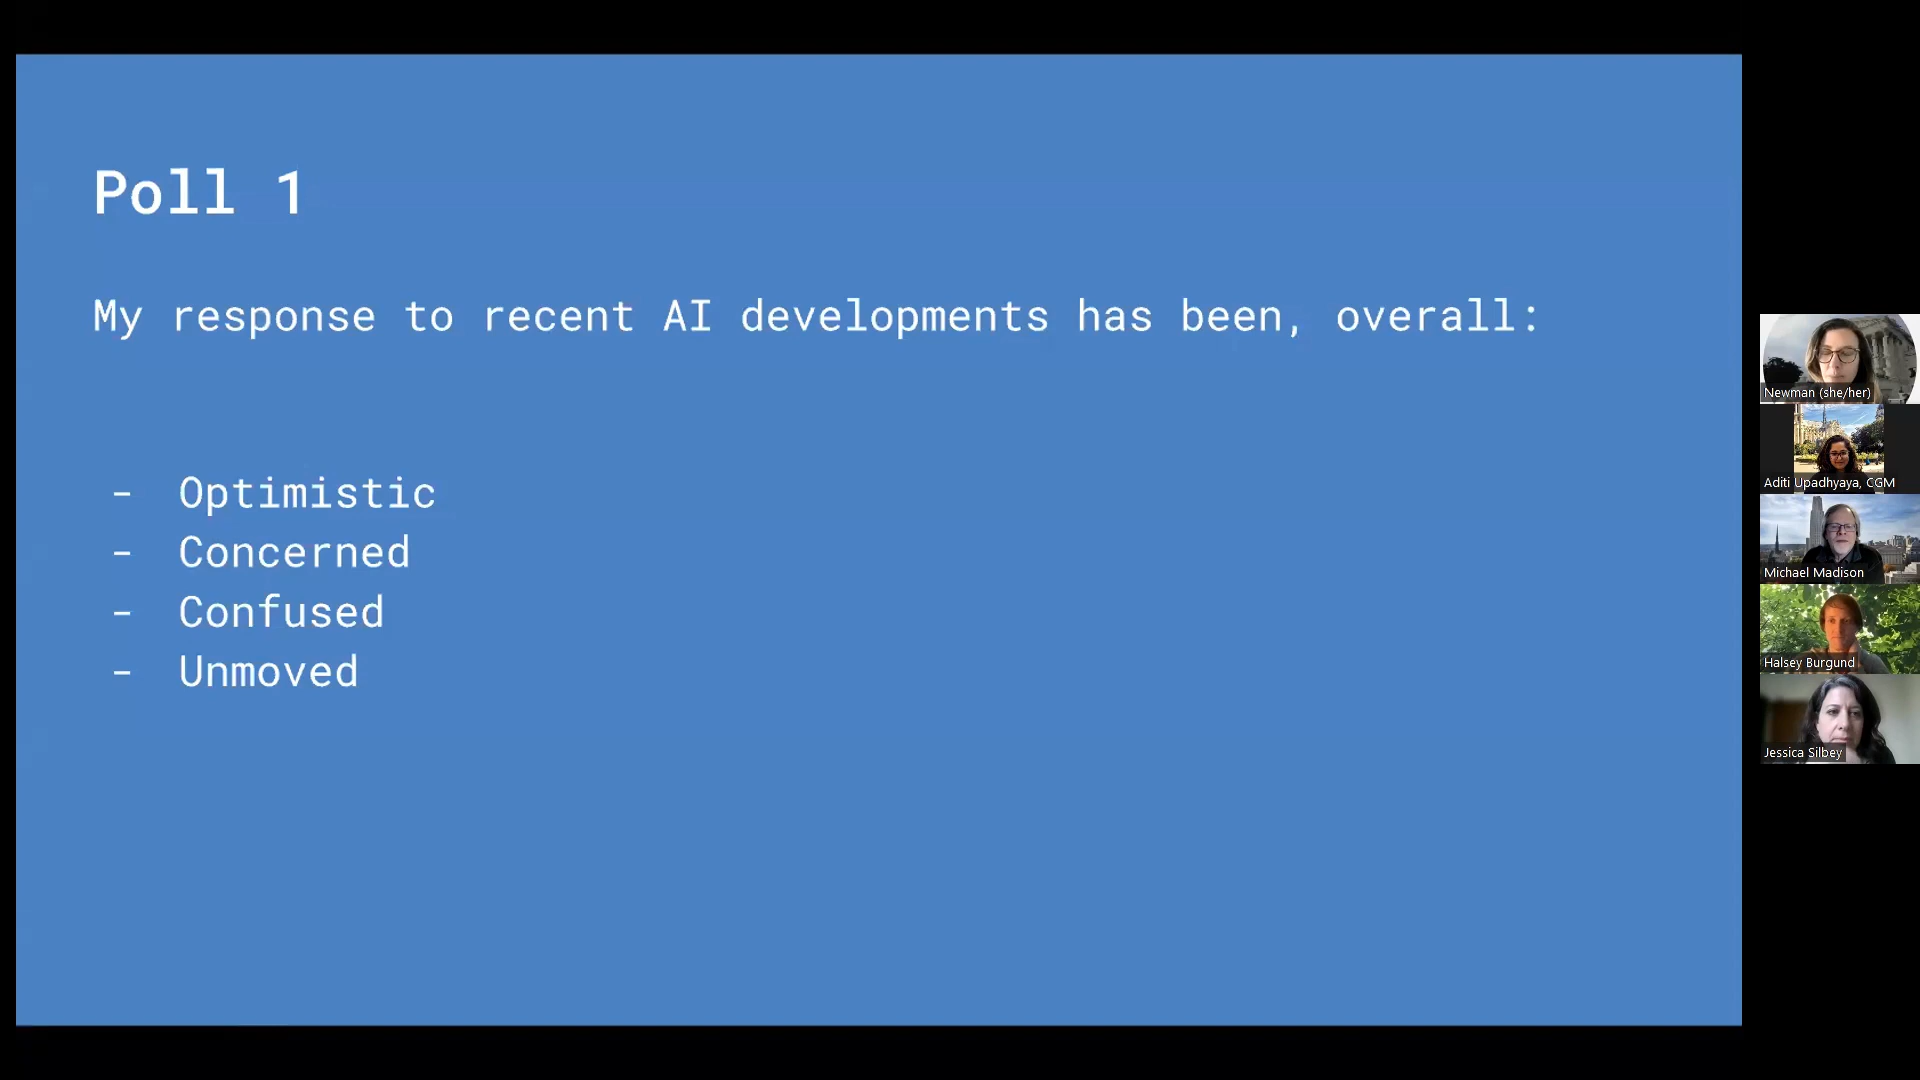 Poll 1
My response to recent AI developments has been, overall:
- Optimistic
- Concerned
- Confused
- Unmoved
Newman (she/her)
Aditi Upadhyaya, CGM
Michael Madison
Halsey Burgund
Jessica Silbey